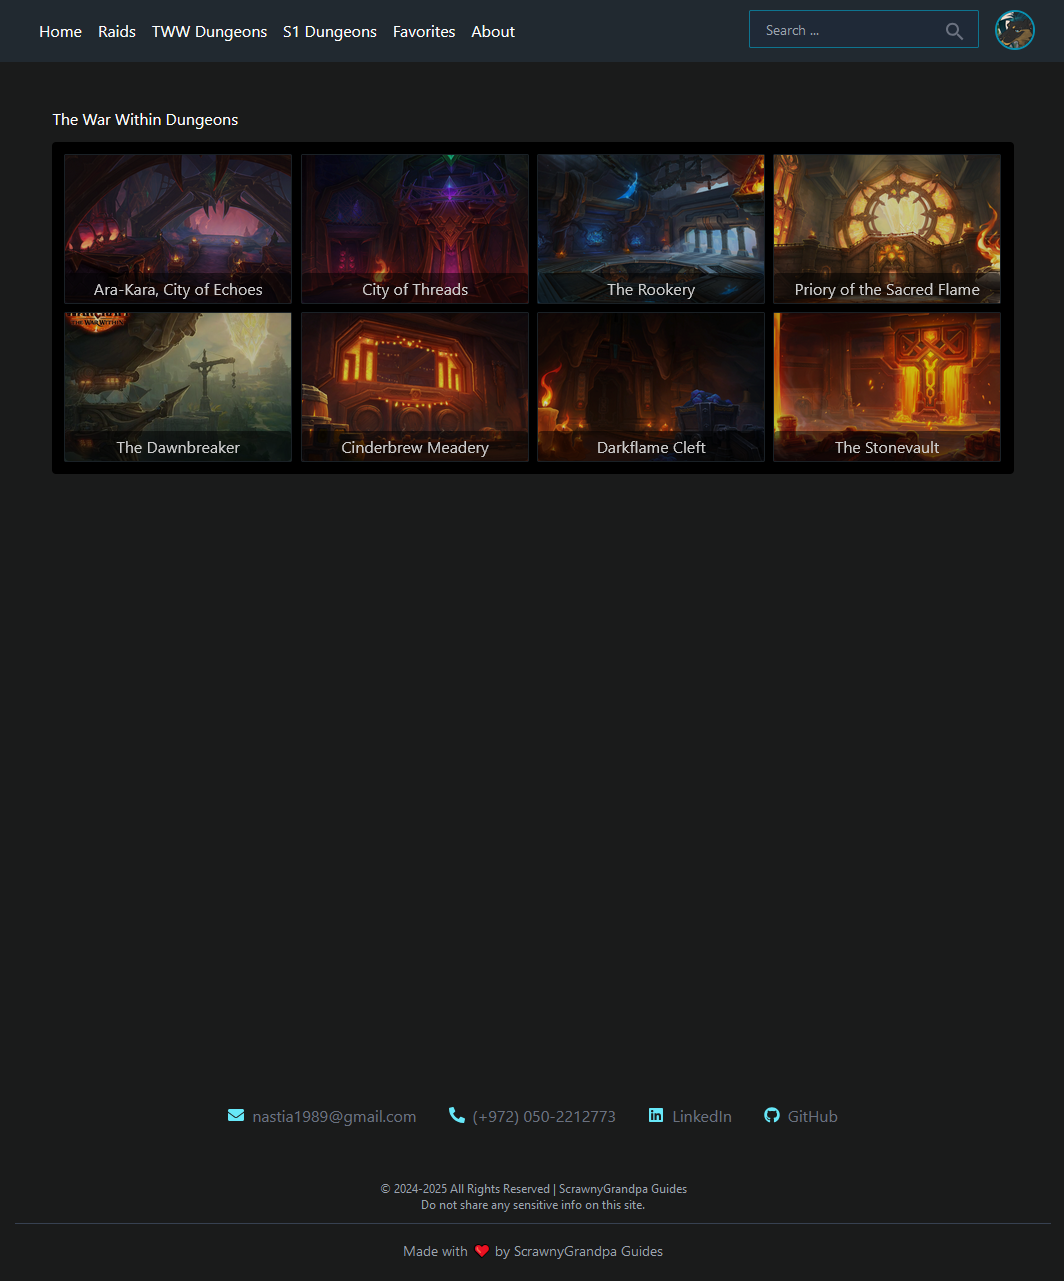 Home Raids TWW Dungeons S1 Dungeons Favorites About Search ...
The War Within Dungeons
Ara-Kara, City of Echoes
City of Threads
The Rookery
Priory of the Sacred Flame
THE WAR WITHIN
The Dawnbreaker
Cinderbrew Meadery
Darkflame Cleft
The Stonevault
nastia1989@gmail.com (+972) 050-2212773 LinkedIn GitHub
© 2024-2025 All Rights Reserved | ScrawnyGrandpa Guides
Do not share any sensitive info on this site.
Made with ❤ by ScrawnyGrandpa Guides